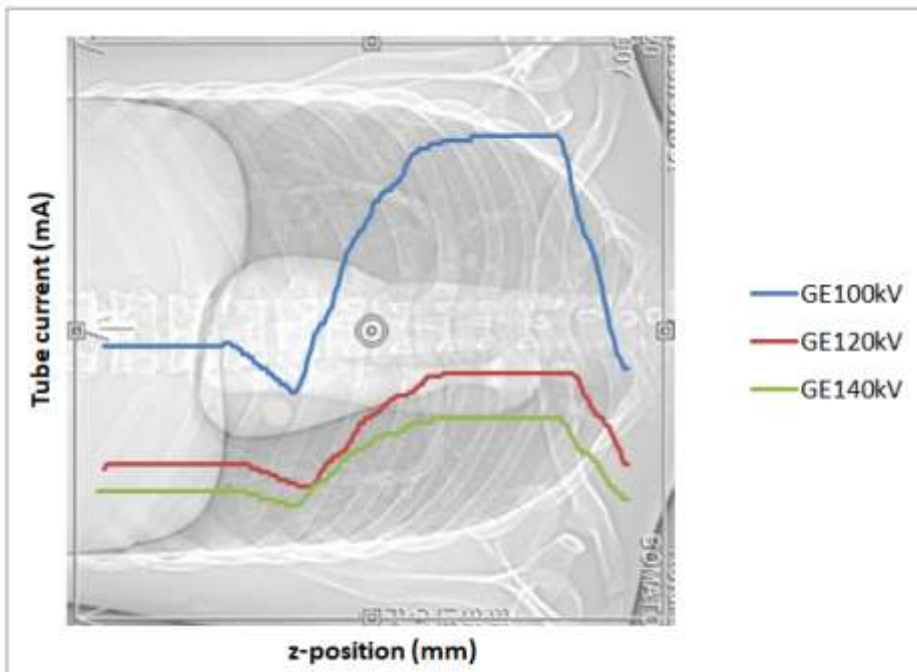 Tube current (mA)
GE100kV
GE120kV
GE140kV
z-position (mm)